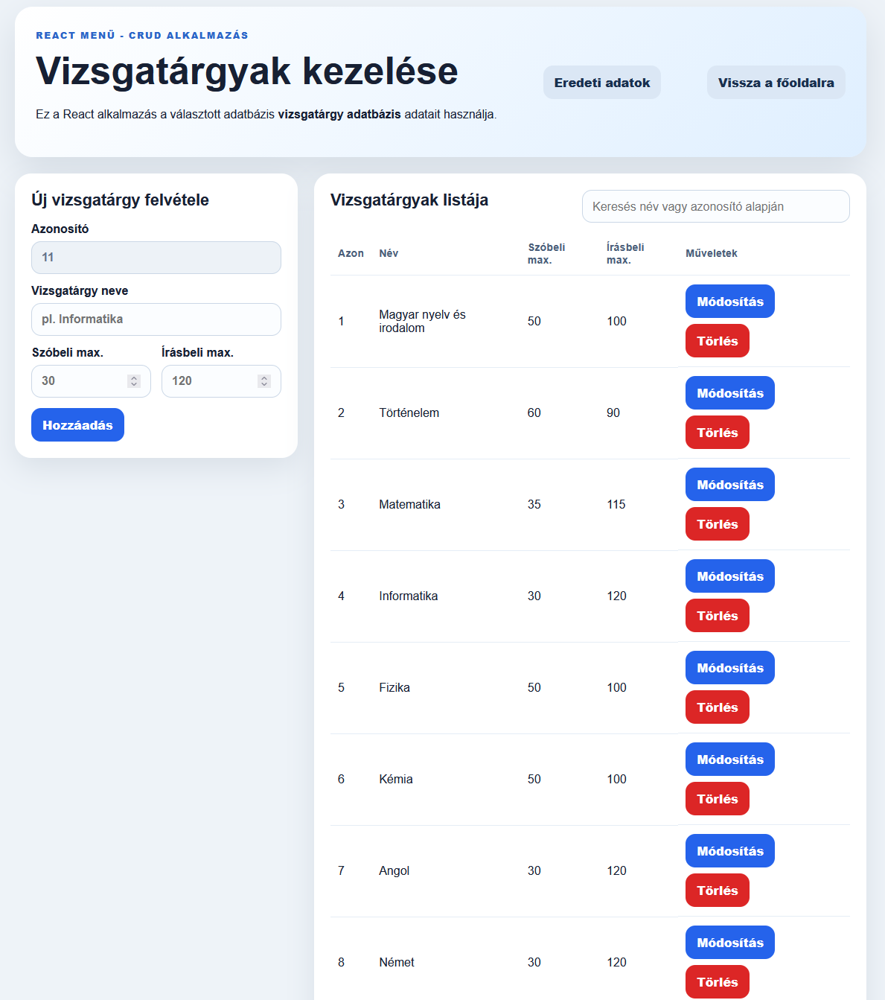 REACT MENÜ - CRUD ALKALMAZÁS
Vizsgatárgyak kezelése
Ez a React alkalmazás a választott adatbázis vizsgatárgy adatbázis adatait használja.
Eredeti adatok
Vissza a főoldalra
Új vizsgatárgy felvétele
Azonosító
11
Vizsgatárgy neve
pl. Informatika
Szóbeli max. Írásbeli max.
30 120
Hozzáadás
Vizsgatárgyak listája
Keresés név vagy azonosító alapján
Azon Név Szóbeli max. Írásbeli max. Műveletek
1 Magyar nyelv és irodalom 50 100 Módosítás
Törlés
2 Történelem 60 90 Módosítás
Törlés
3 Matematika 35 115 Módosítás
Törlés
4 Informatika 30 120 Módosítás
Törlés
5 Fizika 50 100 Módosítás
Törlés
6 Kémia 50 100 Módosítás
Törlés
7 Angol 30 120 Módosítás
Törlés
8 Német 30 120 Módosítás
Törlés